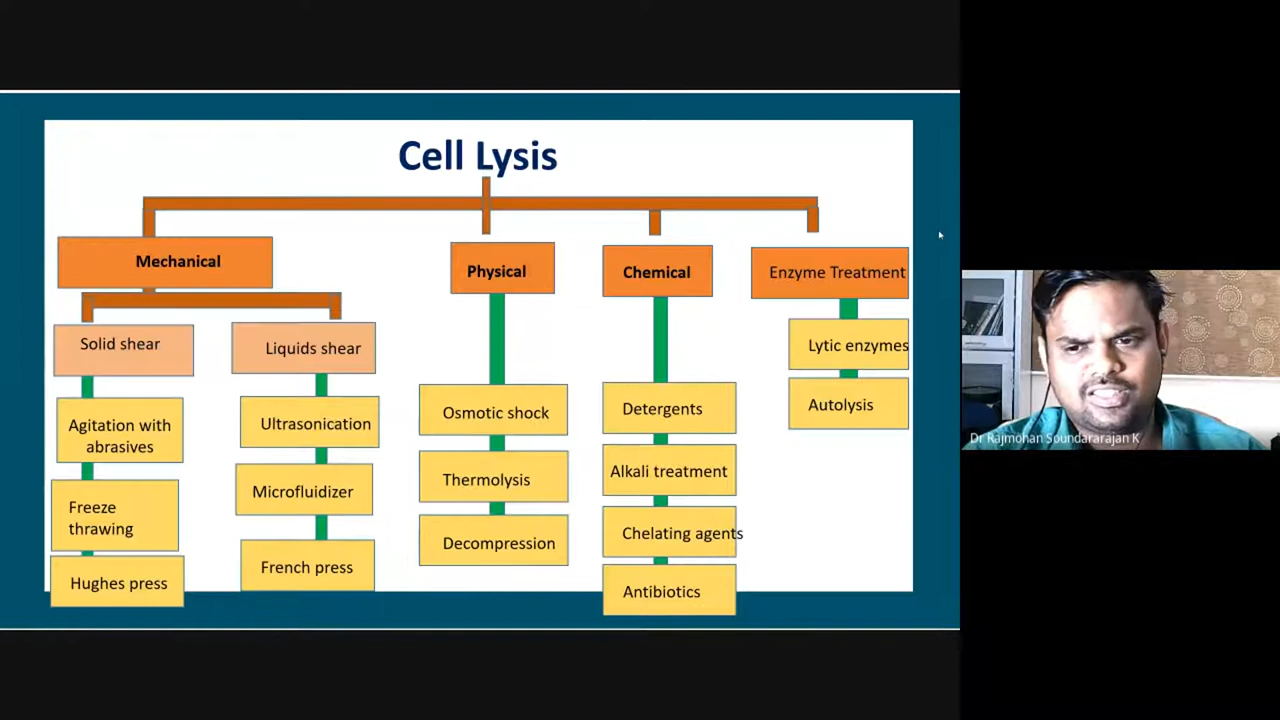 Cell Lysis
Mechanical
Physical
Chemical
Enzyme Treatment
Solid shear
Liquids shear
Agitation with
abrasives
Freeze
thrawing
Hughes press
Ultrasonication
Microfluidizer
French press
Osmotic shock
Thermolysis
Decompression
Detergents
Alkali treatment
Chelating agents
Antibiotics
Lytic enzymes
Autolysis
Dr Rajmohan Soundararajan K